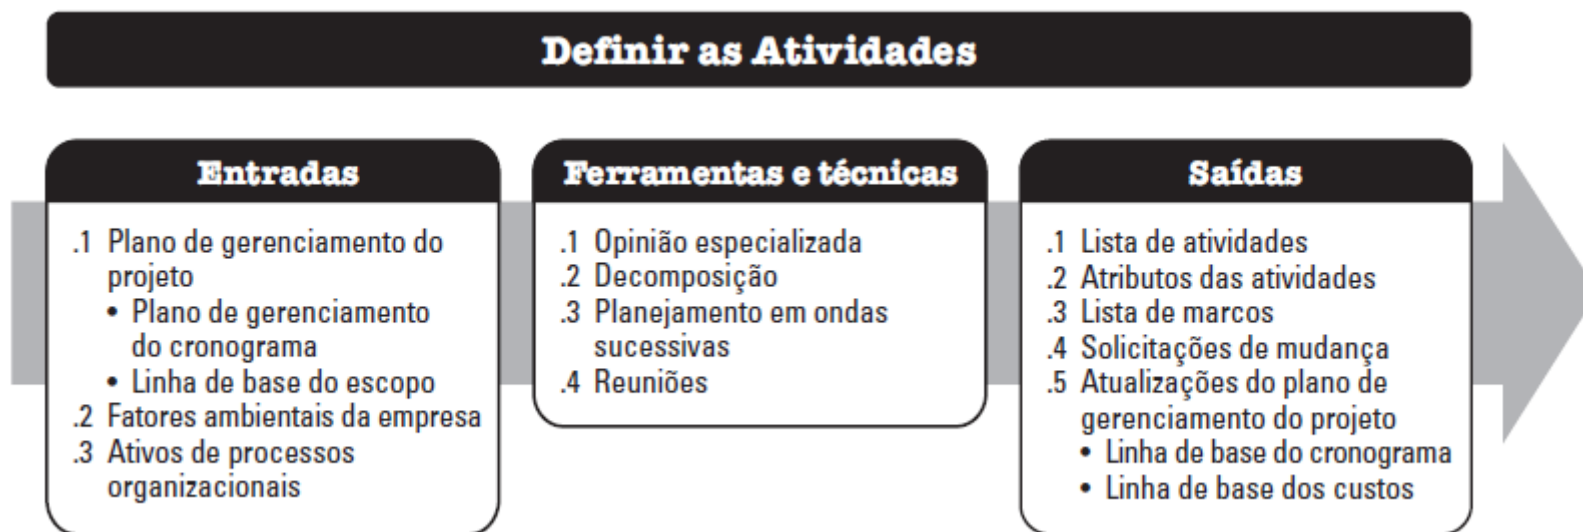 Definir as Atividades
Entradas
.1 Plano de gerenciamento do
projeto
• Plano de gerenciamento
do cronograma
• Linha de base do escopo
.2 Fatores ambientais da empresa
.3 Ativos de processos
organizacionais
Ferramentas e técnicas
.1 Opinião especializada
.2 Decomposição
.3 Planejamento em ondas
sucessivas
.4 Reuniões
Saídas
.1 Lista de atividades
.2 Atributos das atividades
.3 Lista de marcos
.4 Solicitações de mudança
.5 Atualizações do plano de
gerenciamento do projeto
• Linha de base do cronograma
• Linha de base dos custos